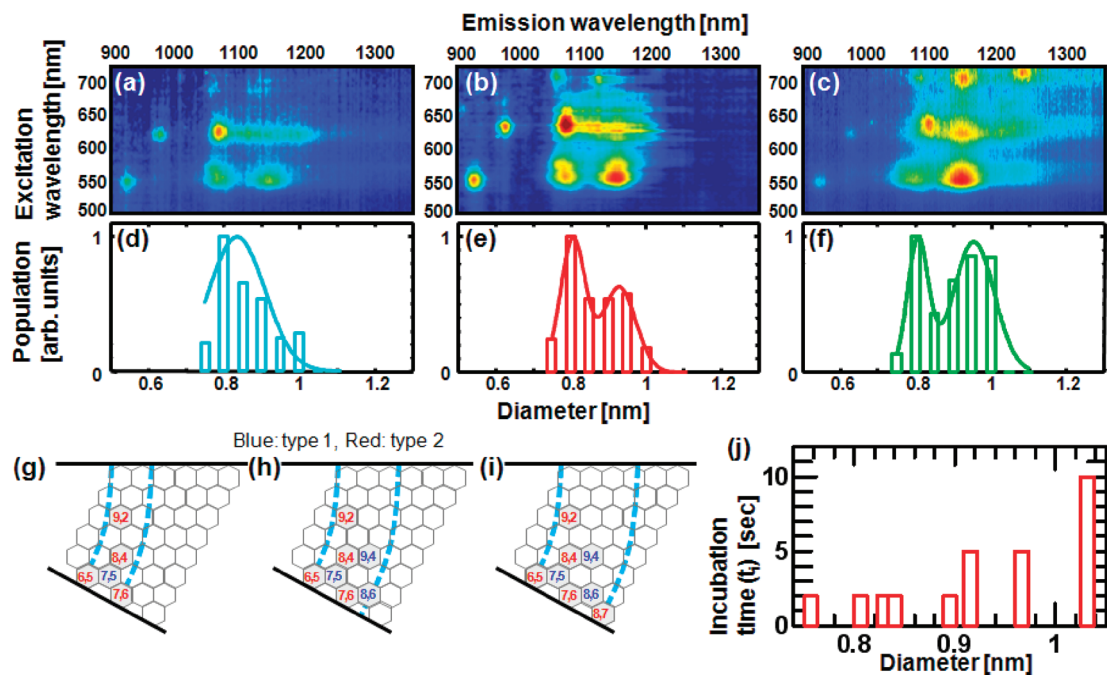 Emission wavelength [nm]
900 1000 1100 1200 1300
900 1000 1100 1200 1300
900 1000 1100 1200 1300
Excitation wavelength [nm]
700
650
600
550
500
(a)
700
650
600
550
500
(b)
700
650
600
550
500
(c)
Population [arb. units]
1
0
(d)
0.6 0.8 1 1.2
1
0
(e)
0.6 0.8 1 1.2
1
0
(f)
0.6 0.8 1 1.2
Diameter [nm]
Blue: type 1, Red: type 2
(g)
9,2
8,4
6,5 7,5
7,6
(h)
9,2
8,4 9,4
6,5 7,5
7,6 8,6
(i)
9,2
8,4 9,4
6,5 7,5
7,6 8,6
8,7
(j)
Incubation
time (ti) [sec]
10
5
0
0.8 0.9 1
Diameter [nm]